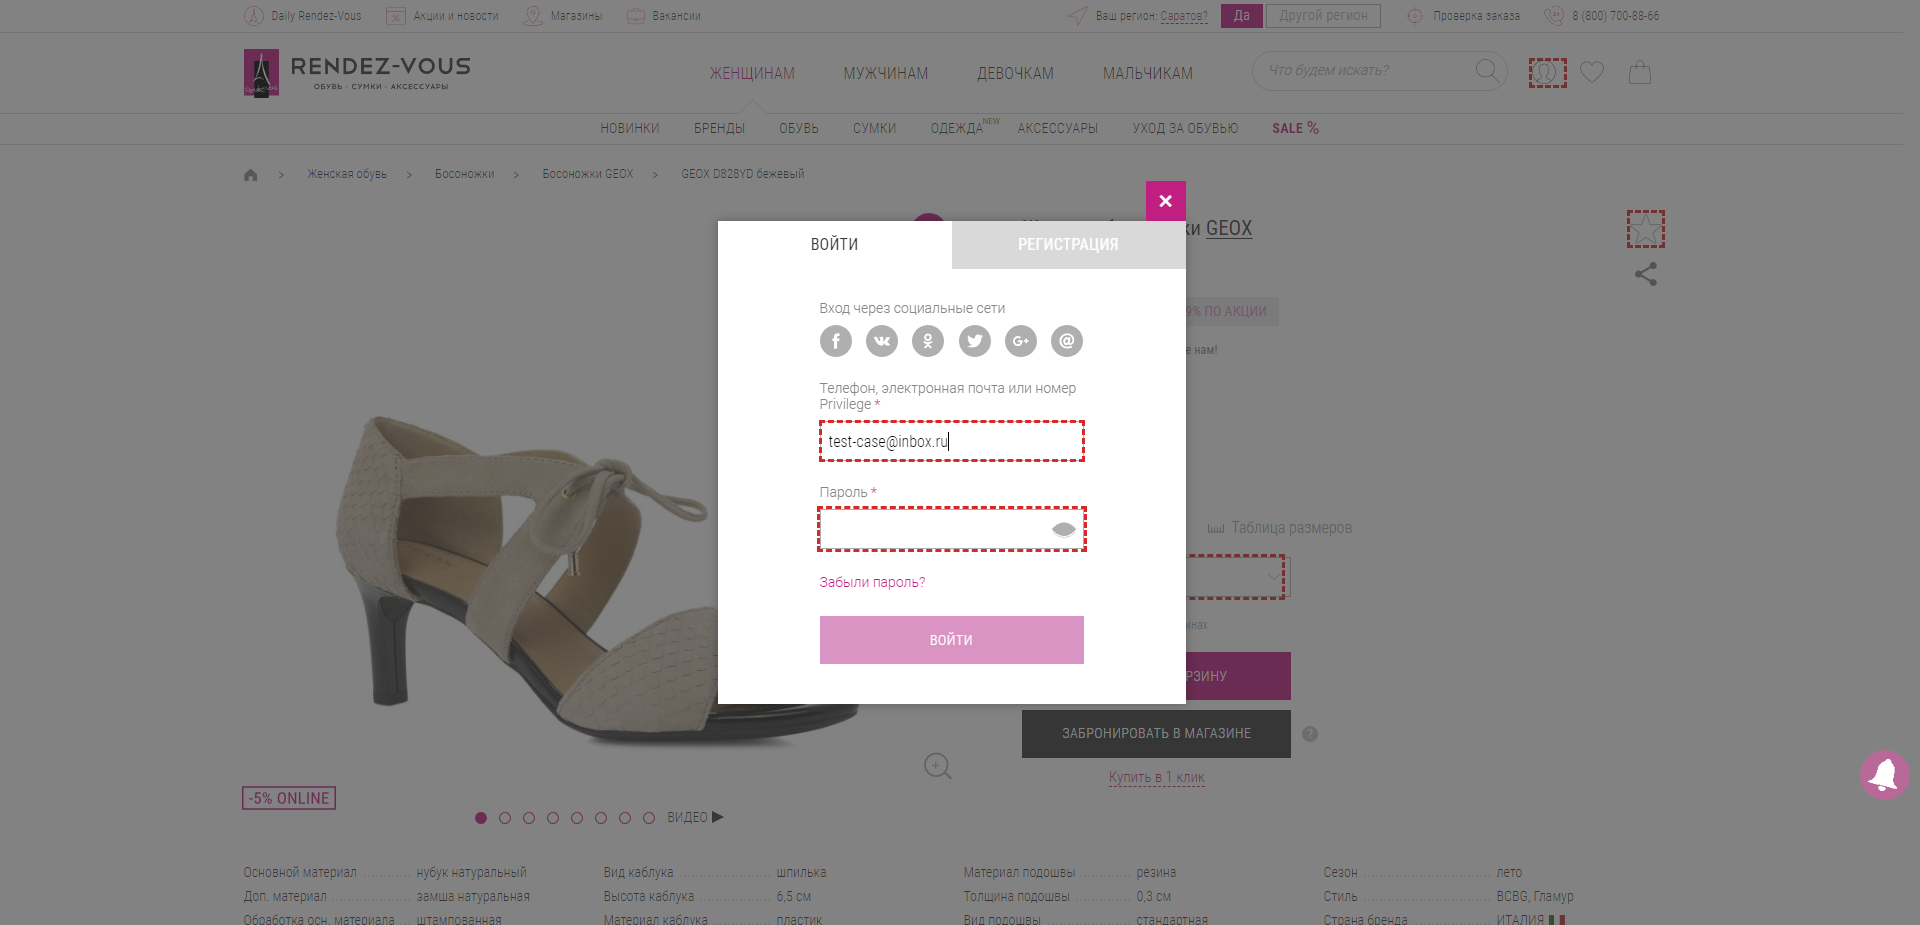 Daily Rendez-Vous
Акции и новости
Магазины
Вакансии
Ваш регион: Саратов?
Да
Другой регион
Проверка заказа
8 (800) 700-88-66
RENDEZ-VOUS
ОБУВЬ · СУМКИ · АКСЕССУАРЫ
ЖЕНЩИНАМ
МУЖЧИНАМ
ДЕВОЧКАМ
МАЛЬЧИКАМ
Что будем искать?
НОВИНКИ
БРЕНДЫ
ОБУВЬ
СУМКИ
ОДЕЖДА NEW
АКСЕССУАРЫ
УХОД ЗА ОБУВЬЮ
SALE %
> Женская обувь > Босоножки > Босоножки GEOX > GEOX D828YD бежевый
ки GEOX
ВОЙТИ
РЕГИСТРАЦИЯ
Вход через социальные сети
9% ПО АКЦИИ
е нам!
Телефон, электронная почта или номер
Privilege *
test-case@inbox.ru
Пароль *
Таблица размеров
Забыли пароль?
инах
ВОЙТИ
РЗИНУ
ЗАБРОНИРОВАТЬ В МАГАЗИНЕ
?
Купить в 1 клик
-5% ONLINE
ВИДЕО
Основной материал нубук натуральный
Вид каблука шпилька
Материал подошвы резина
Сезон лето
Доп. материал замша натуральная
Высота каблука 6,5 см
Толщина подошвы 0,3 см
Стиль BCBG, Гламур
Обработка осн. материала штампованная
Материал каблука пластик
Вид подошвы стандартная
Страна бренда ИТАЛИЯ